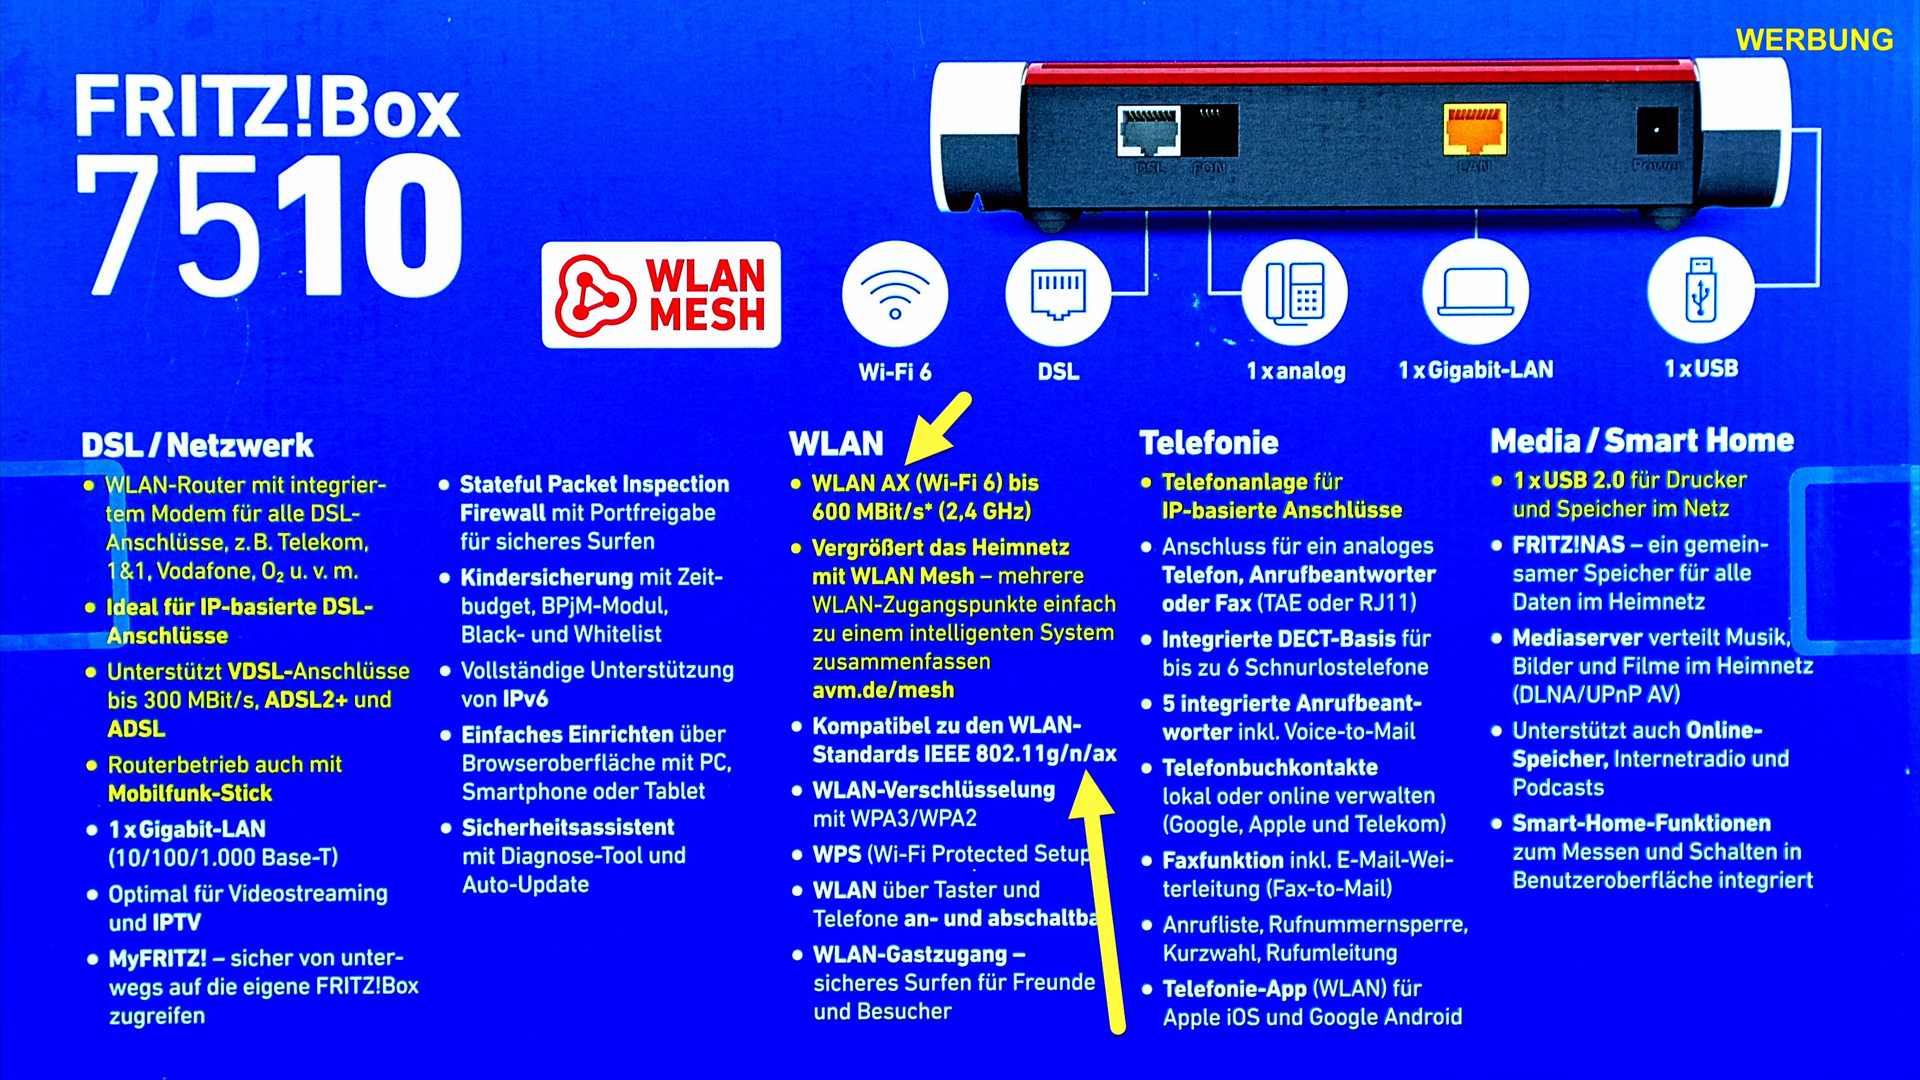 WERBUNG
FRITZ!Box
7510
DSL
FON
LAN
Power
WLAN
MESH
Wi-Fi 6
DSL
1 x analog
1 x Gigabit-LAN
1 x USB
DSL / Netzwerk
• WLAN-Router mit integrier-
tem Modem für alle DSL-
Anschlüsse, z. B. Telekom,
1&1, Vodafone, O₂ u. v. m.
• Ideal für IP-basierte DSL-
Anschlüsse
• Unterstützt VDSL-Anschlüsse
bis 300 MBit/s, ADSL2+ und
ADSL
• Routerbetrieb auch mit
Mobilfunk-Stick
• 1 x Gigabit-LAN
(10/100/1.000 Base-T)
• Optimal für Videostreaming
und IPTV
• MyFRITZ! – sicher von unter-
wegs auf die eigene FRITZ!Box
zugreifen
• Stateful Packet Inspection
Firewall mit Portfreigabe
für sicheres Surfen
• Kindersicherung mit Zeit-
budget, BPjM-Modul,
Black- und Whitelist
• Vollständige Unterstützung
von IPv6
• Einfaches Einrichten über
Browseroberfläche mit PC,
Smartphone oder Tablet
• Sicherheitsassistent
mit Diagnose-Tool und
Auto-Update
WLAN
• WLAN AX (Wi-Fi 6) bis
600 MBit/s* (2,4 GHz)
• Vergrößert das Heimnetz
mit WLAN Mesh – mehrere
WLAN-Zugangspunkte einfach
zu einem intelligenten System
zusammenfassen
avm.de/mesh
• Kompatibel zu den WLAN-
Standards IEEE 802.11g/n/ax
• WLAN-Verschlüsselung
mit WPA3/WPA2
• WPS (Wi-Fi Protected Setup
• WLAN über Taster und
Telefone an- und abschaltba
• WLAN-Gastzugang –
sicheres Surfen für Freunde
und Besucher
Telefonie
• Telefonanlage für
IP-basierte Anschlüsse
• Anschluss für ein analoges
Telefon, Anrufbeantworter
oder Fax (TAE oder RJ11)
• Integrierte DECT-Basis für
bis zu 6 Schnurlostelefone
• 5 integrierte Anrufbeant-
worter inkl. Voice-to-Mail
• Telefonbuchkontakte
lokal oder online verwalten
(Google, Apple und Telekom)
• Faxfunktion inkl. E-Mail-Wei-
terleitung (Fax-to-Mail)
• Anrufliste, Rufnummernsperre,
Kurzwahl, Rufumleitung
• Telefonie-App (WLAN) für
Apple iOS und Google Android
Media / Smart Home
• 1 x USB 2.0 für Drucker
und Speicher im Netz
• FRITZ!NAS – ein gemein-
samer Speicher für alle
Daten im Heimnetz
• Mediaserver verteilt Musik,
Bilder und Filme im Heimnetz
(DLNA/UPnP AV)
• Unterstützt auch Online-
Speicher, Internetradio und
Podcasts
• Smart-Home-Funktionen
zum Messen und Schalten in
Benutzeroberfläche integriert